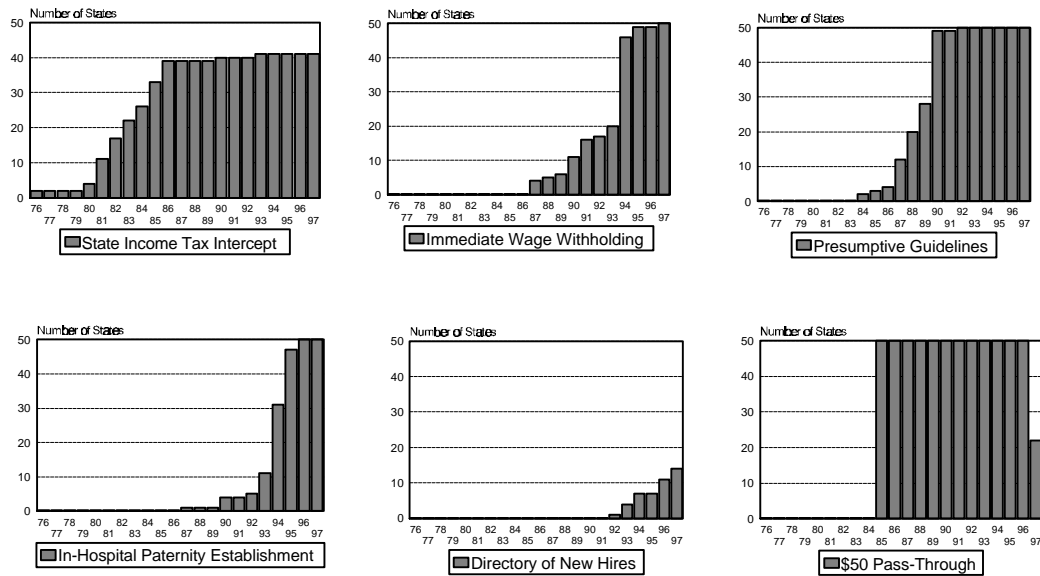 Number of States
50
40
30
20
10
0
76 78 80 82 84 86 88 90 92 94 96
77 79 81 83 85 87 89 91 93 95 97
State Income Tax Intercept
Number of States
50
40
30
20
10
0
76 78 80 82 84 86 88 90 92 94 96
77 79 81 83 85 87 89 91 93 95 97
Immediate Wage Withholding
Number of States
50
40
30
20
10
0
76 78 80 82 84 86 88 90 92 94 96
77 79 81 83 85 87 89 91 93 95 97
Presumptive Guidelines
Number of States
50
40
30
20
10
0
76 78 80 82 84 86 88 90 92 94 96
77 79 81 83 85 87 89 91 93 95 97
In-Hospital Paternity Establishment
Number of States
50
40
30
20
10
0
76 78 80 82 84 86 88 90 92 94 96
77 79 81 83 85 87 89 91 93 95 97
Directory of New Hires
Number of States
50
40
30
20
10
0
76 78 80 82 84 86 88 90 92 94 96
77 79 81 83 85 87 89 91 93 95 97
$50 Pass-Through